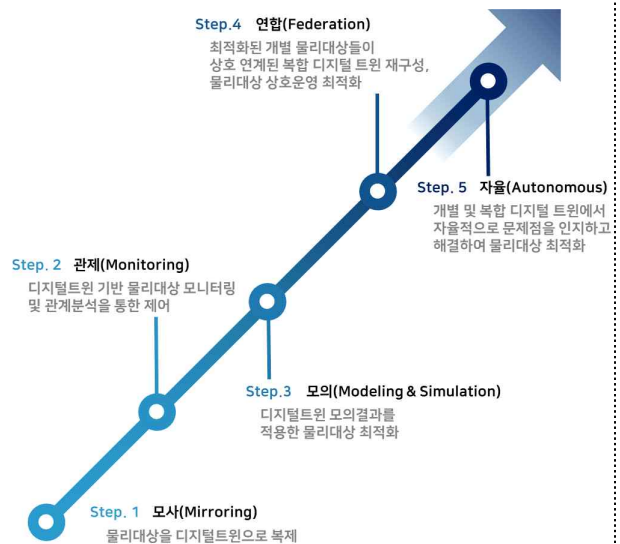 Step.4 연합(Federation)
최적화된 개별 물리대상들이
상호 연계된 복합 디지털 트윈 재구성,
물리대상 상호운영 최적화
Step. 5 자율(Autonomous)
개별 및 복합 디지털 트윈에서
자율적으로 문제점을 인지하고
해결하여 물리대상 최적화
Step. 2 관제(Monitoring)
디지털트윈 기반 물리대상 모니터링
및 관계분석을 통한 제어
Step.3 모의(Modeling & Simulation)
디지털트윈 모의결과를
적용한 물리대상 최적화
Step. 1 모사(Mirroring)
물리대상을 디지털트윈으로 복제